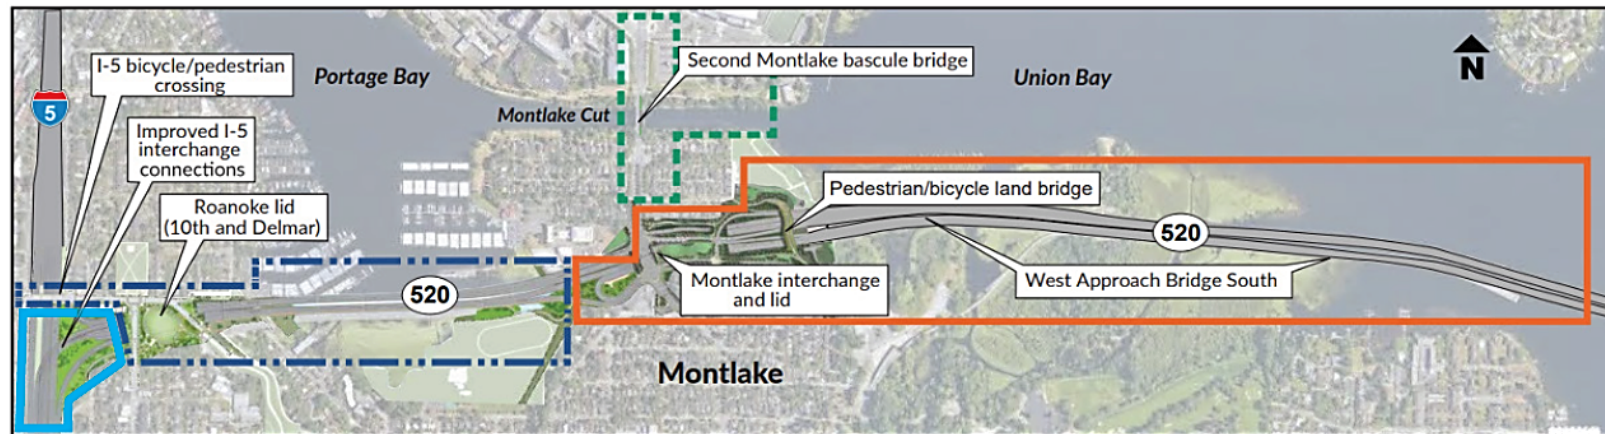 I-5 bicycle/pedestrian
crossing
Portage Bay
Second Montlake bascule bridge
Union Bay
N
5
Montlake Cut
Improved I-5
interchange
connections
Roanoke lid
(10th and Delmar)
Pedestrian/bicycle land bridge
520
Montlake interchange
and lid
West Approach Bridge South
520
Montlake